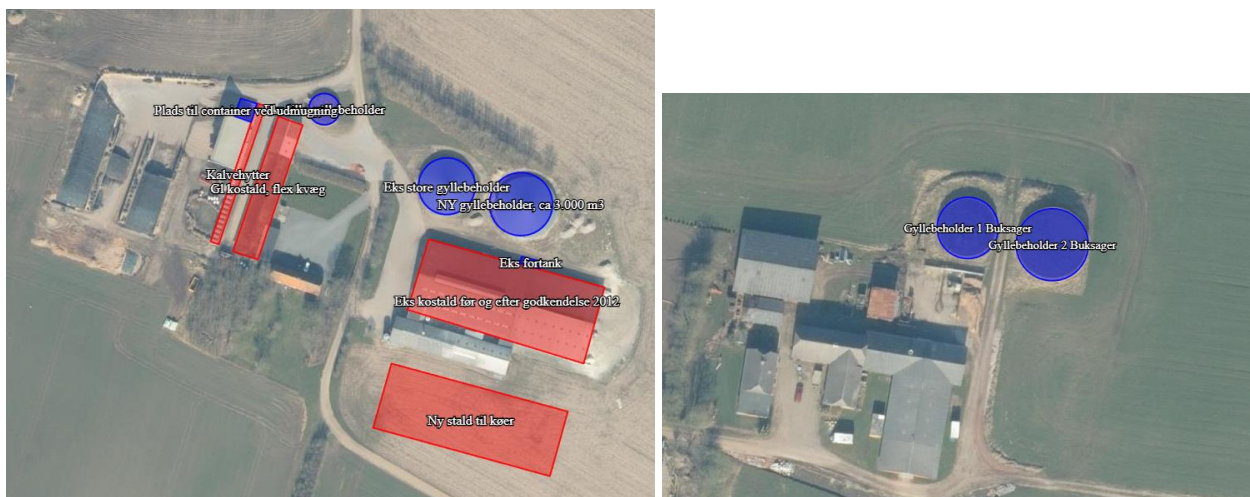 Plads til container ved udmugning
beholder
Kalvehytter
Gl kostald, flex kvæg
Eks store gyllebeholder
NY gyllebeholder, ca 3.000 m3
Eks fortank
Eks kostald før og efter godkendelse 2012
Ny stald til køer
Gyllebeholder 1 Buksager
Gyllebeholder 2 Buksager